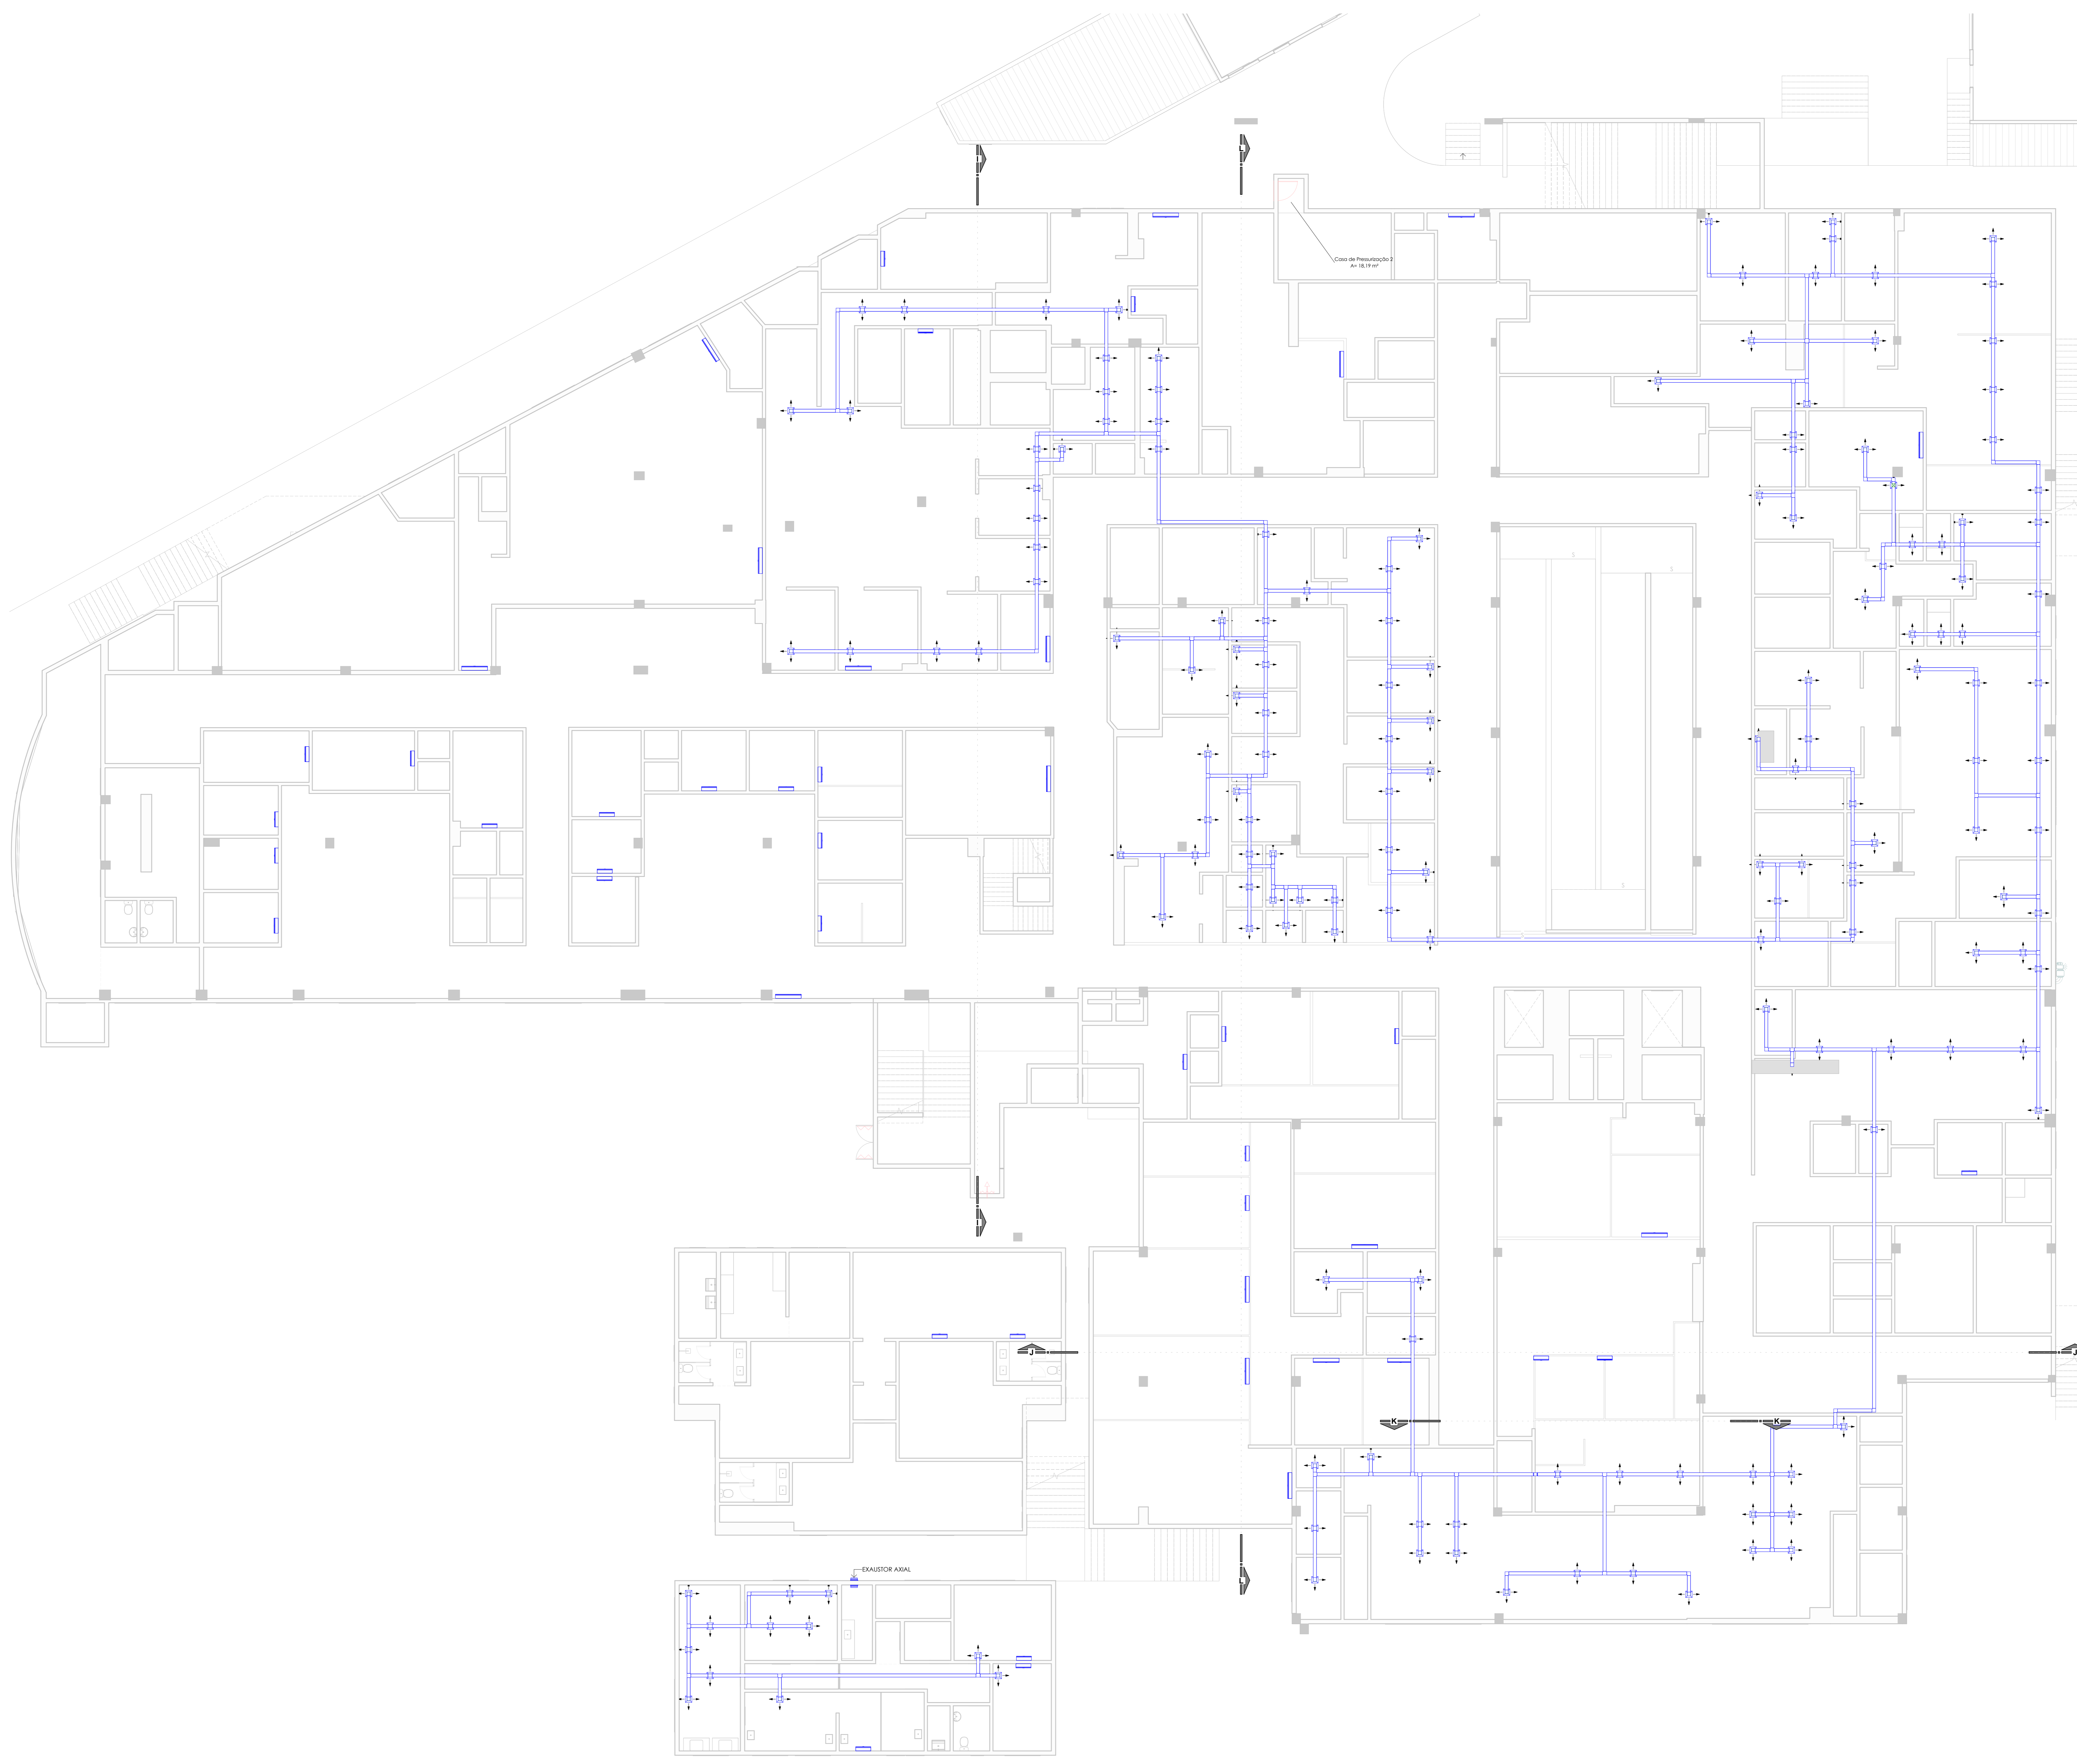 I
L
Casa de Pressurização 2
A= 18,19 m²
S
S
S
I
J
J
K
K
L
EXAUSTOR AXIAL